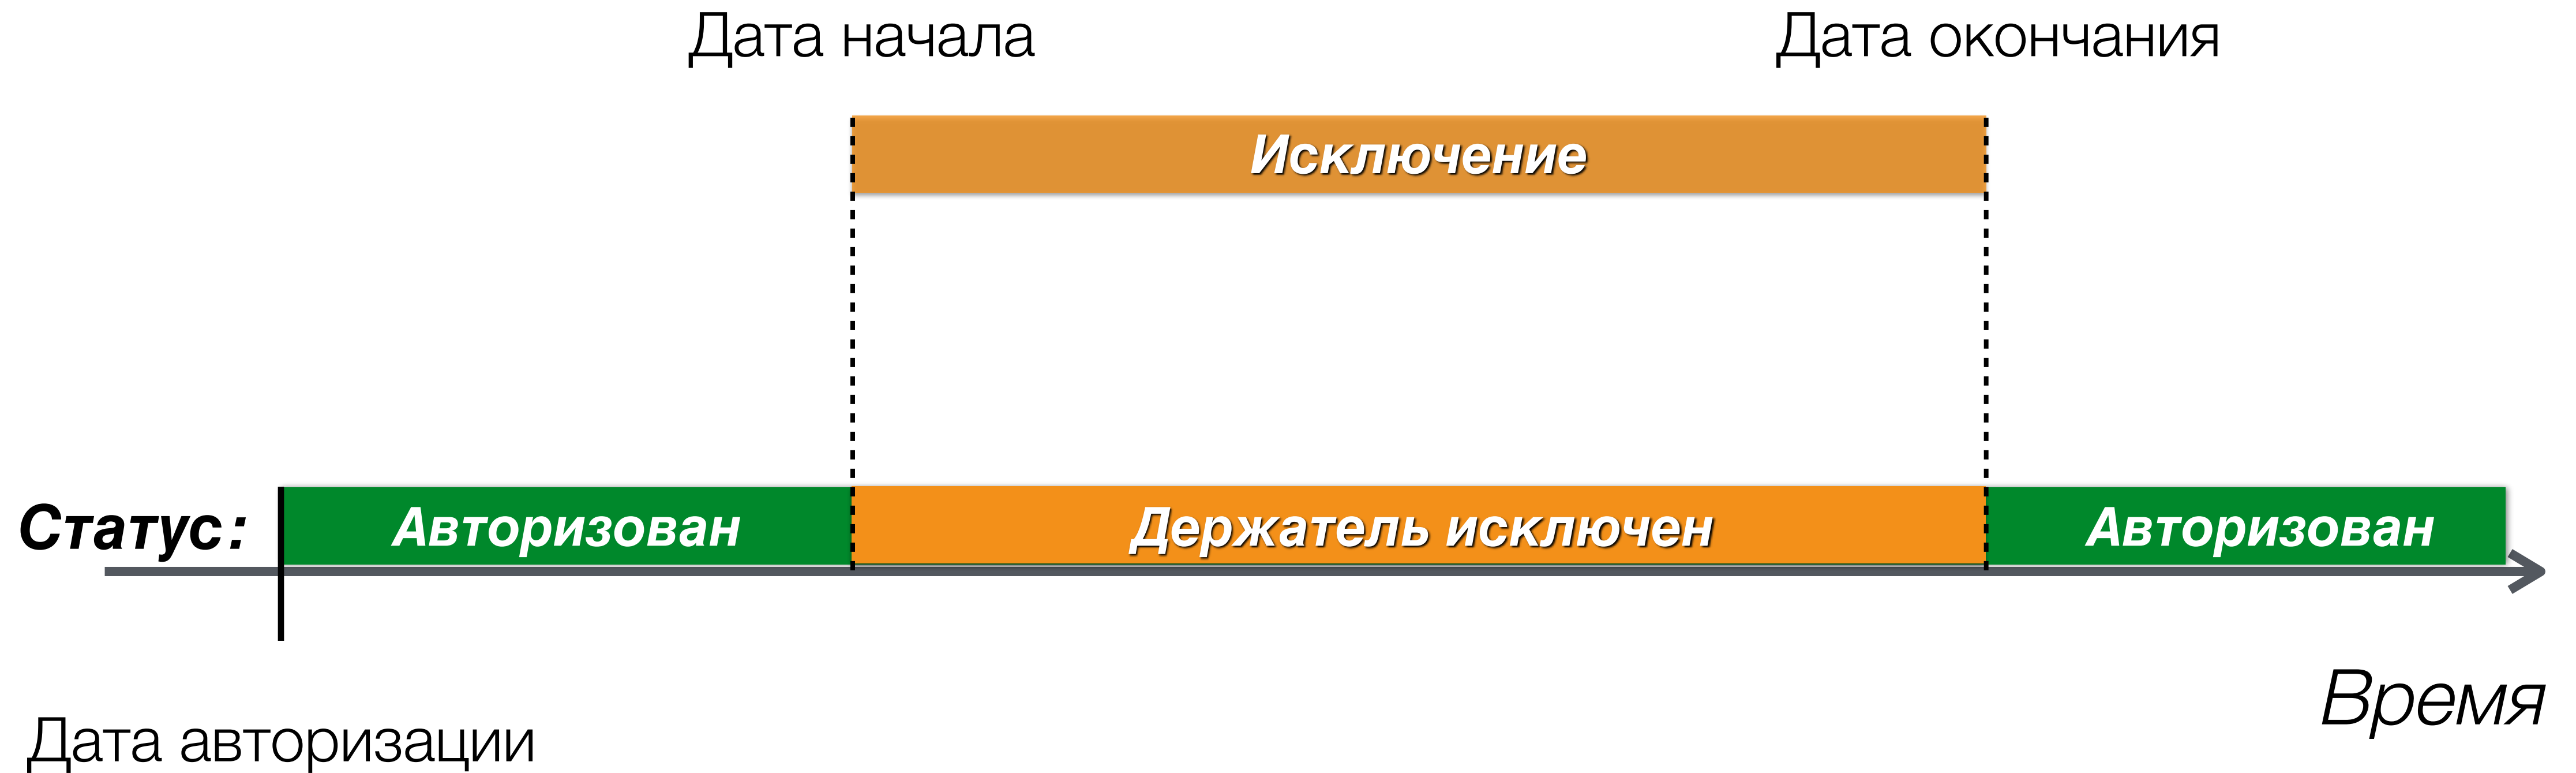 Дата начала
Дата окончания
Исключение
Статус:
Авторизован
Держатель исключен
Авторизован
Время
Дата авторизации